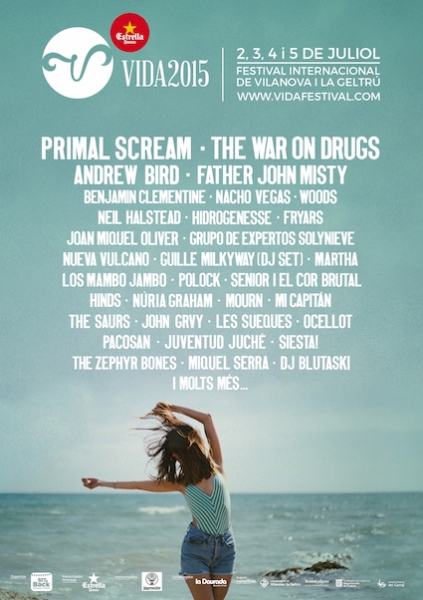 Estrella
Damm
VIDA2015
2, 3, 4 i 5 DE JULIOL
FESTIVAL INTERNACIONAL
DE VILANOVA I LA GELTRÚ
WWW.VIDAFESTIVAL.COM
PRIMAL SCREAM · THE WAR ON DRUGS
ANDREW BIRD · FATHER JOHN MISTY
BENJAMIN CLEMENTINE · NACHO VEGAS · WOODS
NEIL HALSTEAD · HIDROGENESSE · FRYARS
JOAN MIQUEL OLIVER · GRUPO DE EXPERTOS SOLYNIEVE
NUEVA VULCANO · GUILLE MILKYWAY (DJ SET) · MARTHA
LOS MAMBO JAMBO · POLOCK · SENIOR I EL COR BRUTAL
HINDS · NÚRIA GRAHAM · MOURN · MI CAPITÁN
THE SAURS · JOHN GRVY · LES SUEQUES · OCELLOT
PACOSAN · JUVENTUD JUCHÉ · SIESTA!
THE ZEPHYR BONES · MIQUEL SERRA · DJ BLUTASKI
I MOLTS MÉS...
Estrella
la Daurada